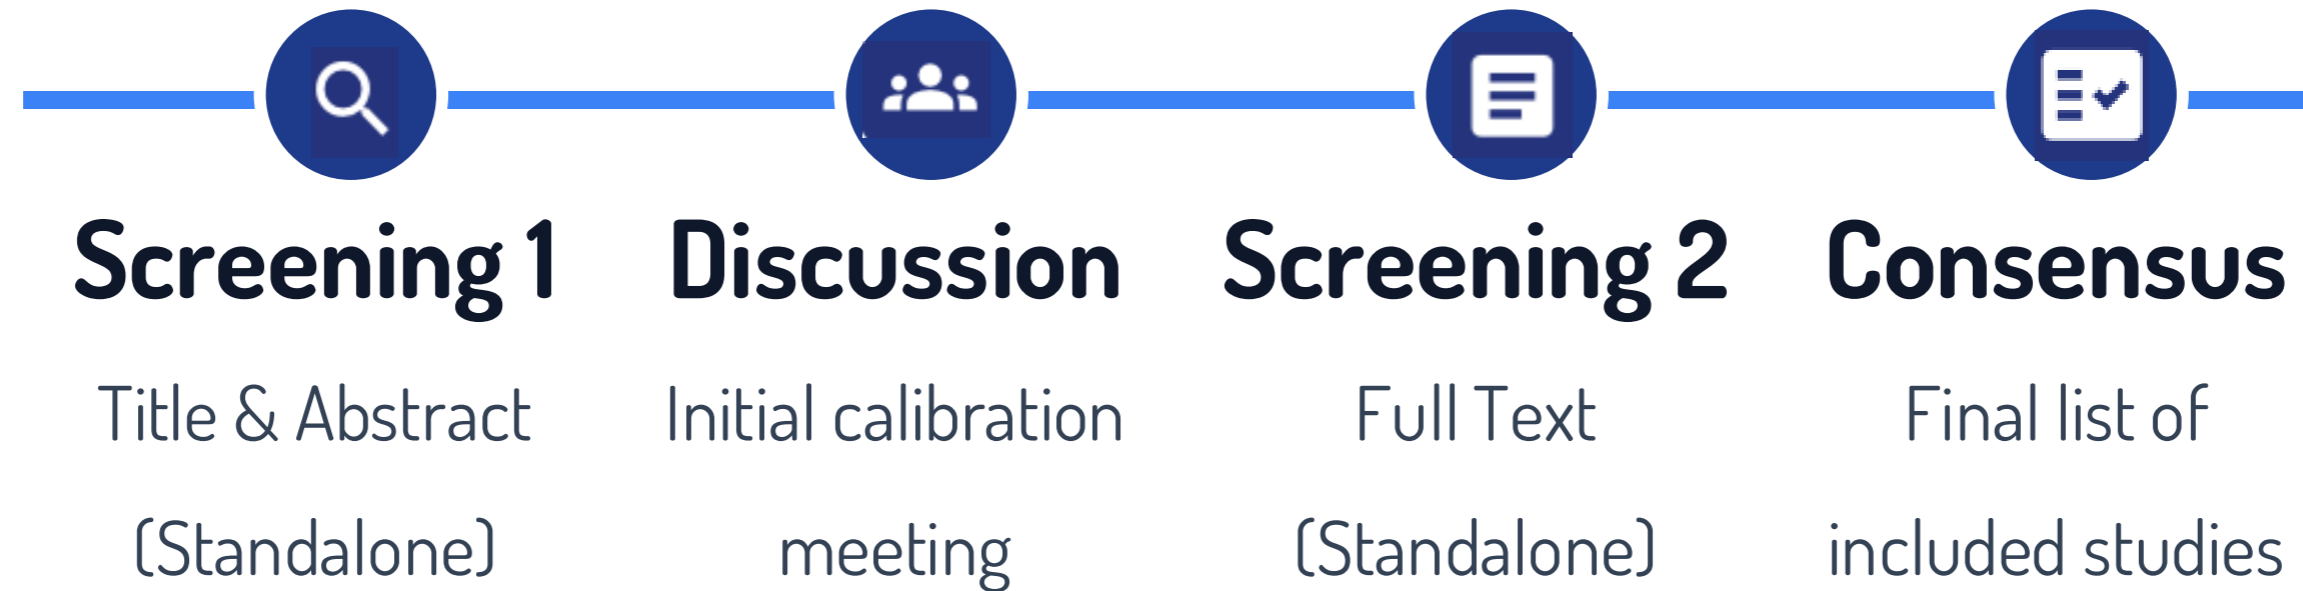 Screening 1
Title & Abstract
(Standalone)
Discussion
Initial calibration
meeting
Screening 2
Full Text
(Standalone)
Consensus
Final list of
included studies